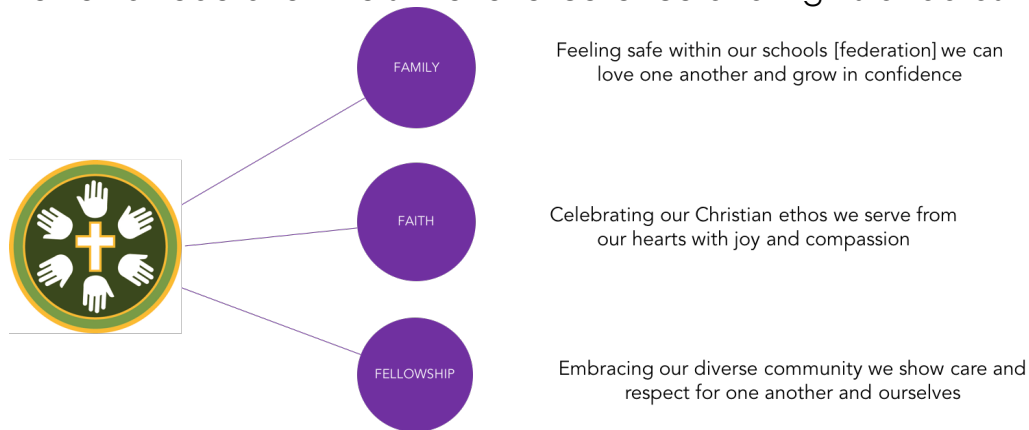 FAMILY
Feeling safe within our schools [federation] we can
love one another and grow in confidence
FAITH
Celebrating our Christian ethos we serve from
our hearts with joy and compassion
FELLOWSHIP
Embracing our diverse community we show care and
respect for one another and ourselves